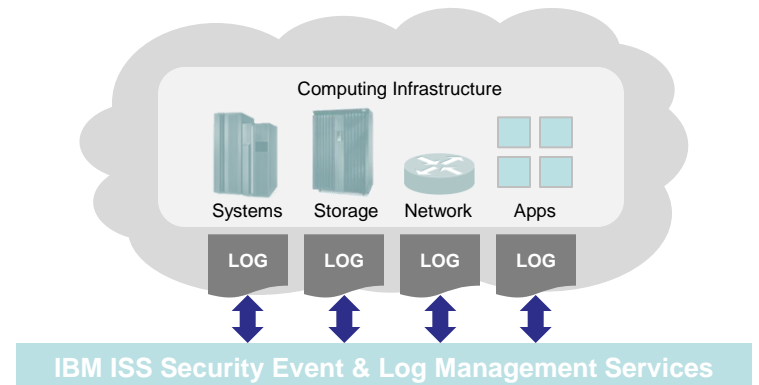 Computing Infrastructure
Systems Storage Network Apps
LOG LOG LOG LOG
IBM ISS Security Event & Log Management Services